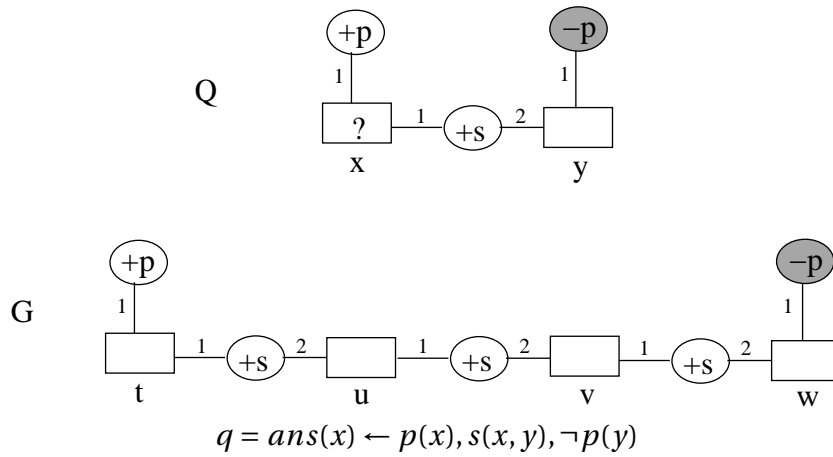 +p −p
1 1
Q
? 1 +s 2
x y
+p −p
1 1
G
1 +s 2 1 +s 2 1 +s 2
t u v w
q = ans(x) ← p(x), s(x, y), ¬p(y)